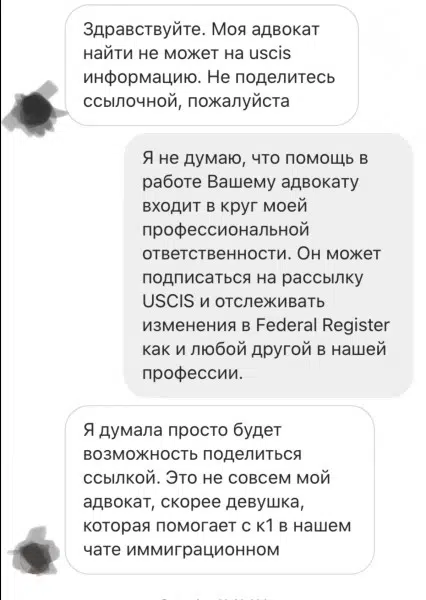 Здравствуйте. Моя адвокат
найти не может на uscis
информацию. Не поделитесь
ссылочной, пожалуйста
Я не думаю, что помощь в
работе Вашему адвокату
входит в круг моей
профессиональной
ответственности. Он может
подписаться на рассылку
USCIS и отслеживать
изменения в Federal Register
как и любой другой в нашей
профессии.
Я думала просто будет
возможность поделиться
ссылкой. Это не совсем мой
адвокат, скорее девушка,
которая помогает с к1 в нашем
чате иммиграционном